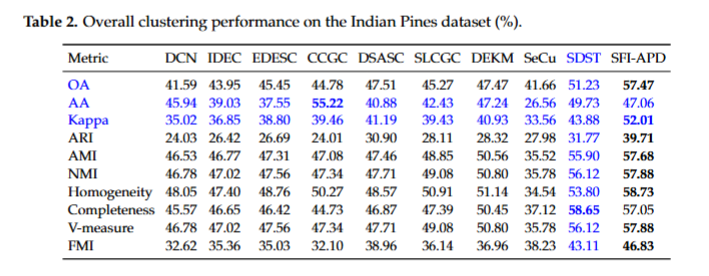 Table 2. Overall clustering performance on the Indian Pines dataset (%).
Metric DCN IDEC EDESC CCGC DSASC SLCGC DEKM SeCu SDST SFI-APD
OA 41.59 43.95 45.45 44.78 47.51 45.27 47.47 41.66 51.23 57.47
AA 45.94 39.03 37.55 55.22 40.88 42.43 47.24 26.56 49.73 47.06
Kappa 35.02 36.85 38.80 39.46 41.19 39.43 40.93 33.56 43.88 52.01
ARI 24.03 26.42 26.69 24.01 30.90 28.11 28.32 27.98 31.77 39.71
AMI 46.53 46.77 47.31 47.08 47.46 48.85 50.56 35.52 55.90 57.68
NMI 46.78 47.02 47.56 47.34 47.71 49.08 50.80 35.78 56.12 57.88
Homogeneity 48.05 47.40 48.76 50.27 48.57 50.91 51.14 34.54 53.80 58.73
Completeness 45.57 46.65 46.42 44.73 46.87 47.39 50.45 37.12 58.65 57.05
V-measure 46.78 47.02 47.56 47.34 47.71 49.08 50.80 35.78 56.12 57.88
FMI 32.62 35.36 35.03 32.10 38.96 36.14 36.96 38.23 43.11 46.83